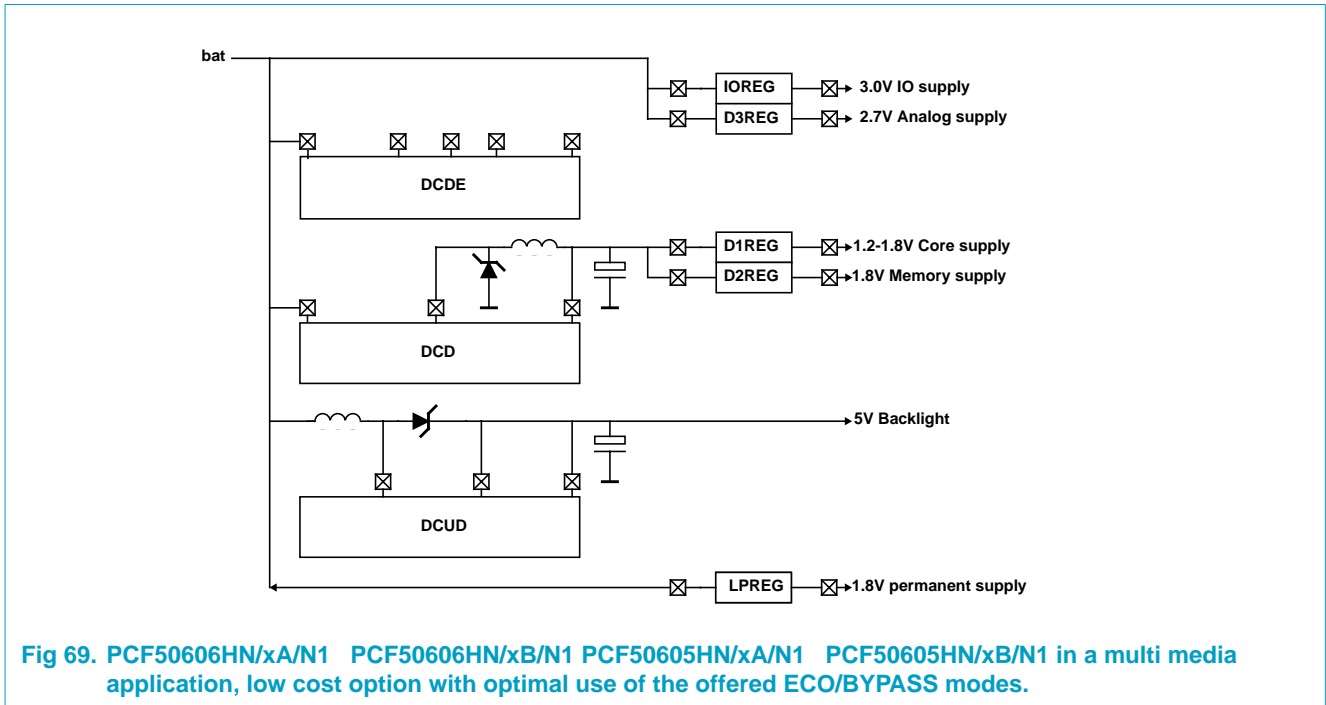 bat
IOREG
3.0V IO supply
D3REG
2.7V Analog supply
DCDE
D1REG
1.2-1.8V Core supply
D2REG
1.8V Memory supply
DCD
5V Backlight
DCUD
LPREG
1.8V permanent supply
Fig 69. PCF50606HN/xA/N1 PCF50606HN/xB/N1 PCF50605HN/xA/N1 PCF50605HN/xB/N1 in a multi media
application, low cost option with optimal use of the offered ECO/BYPASS modes.